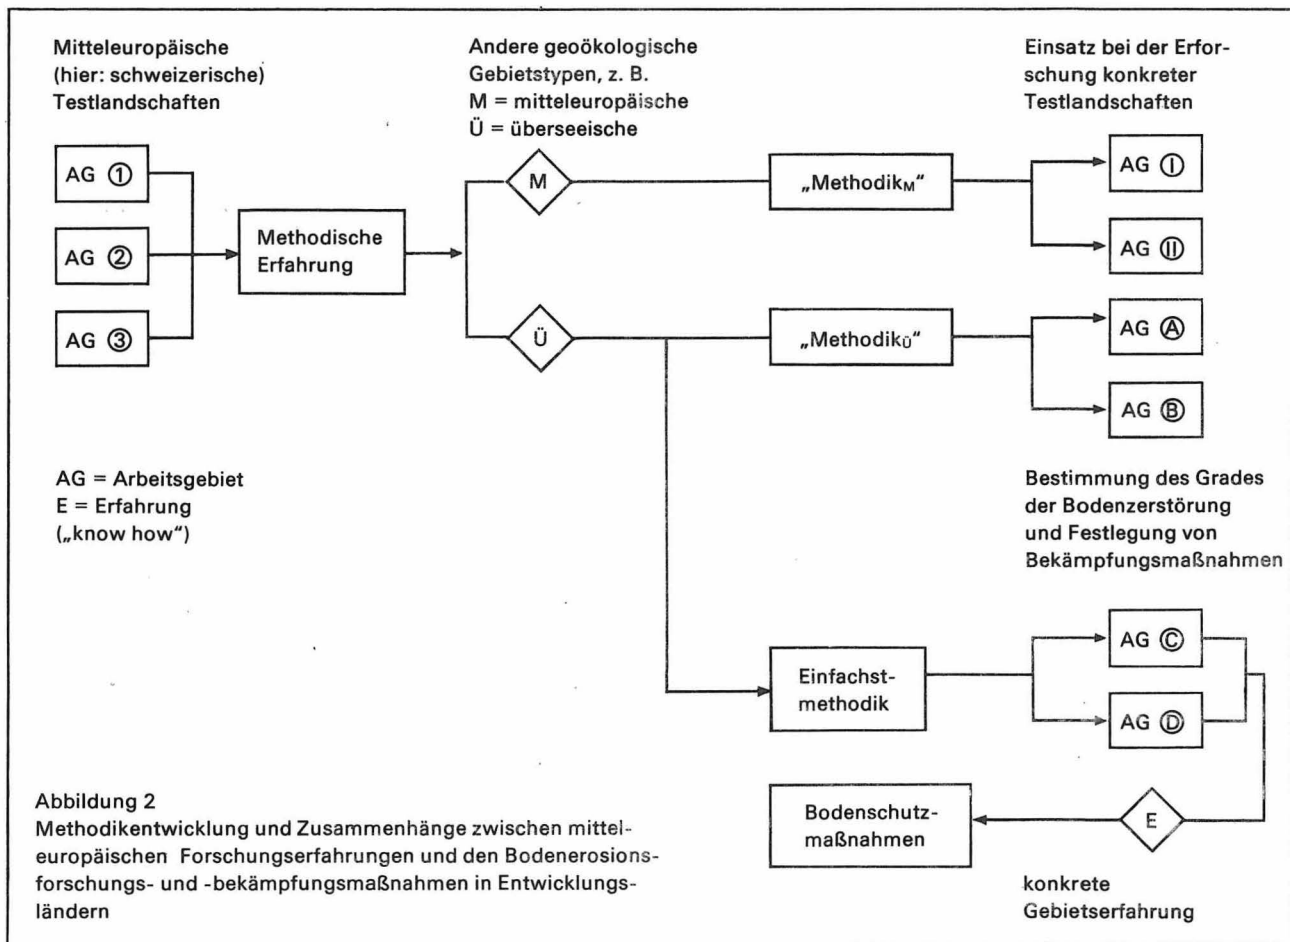 Mitteleuropäische
(hier: schweizerische)
Testlandschaften
Andere geoökologische
Gebietstypen, z. B.
M = mitteleuropäische
Ü = überseeische
Einsatz bei der Erfor-
schung konkreter
Testlandschaften
AG ①
AG ②
AG ③
Methodische
Erfahrung
M
Ü
„Methodik_M“
„Methodik_Ü“
AG Ⓘ
AG (II)
AG Ⓐ
AG Ⓑ
AG = Arbeitsgebiet
E = Erfahrung
(„know how“)
Bestimmung des Grades
der Bodenzerstörung
und Festlegung von
Bekämpfungsmaßnahmen
Einfachst-
methodik
AG Ⓒ
AG Ⓓ
Bodenschutz-
maßnahmen
E
konkrete
Gebietserfahrung
Abbildung 2
Methodikentwicklung und Zusammenhänge zwischen mittel-
europäischen Forschungserfahrungen und den Bodenerosions-
forschungs- und -bekämpfungsmaßnahmen in Entwicklungs-
ländern